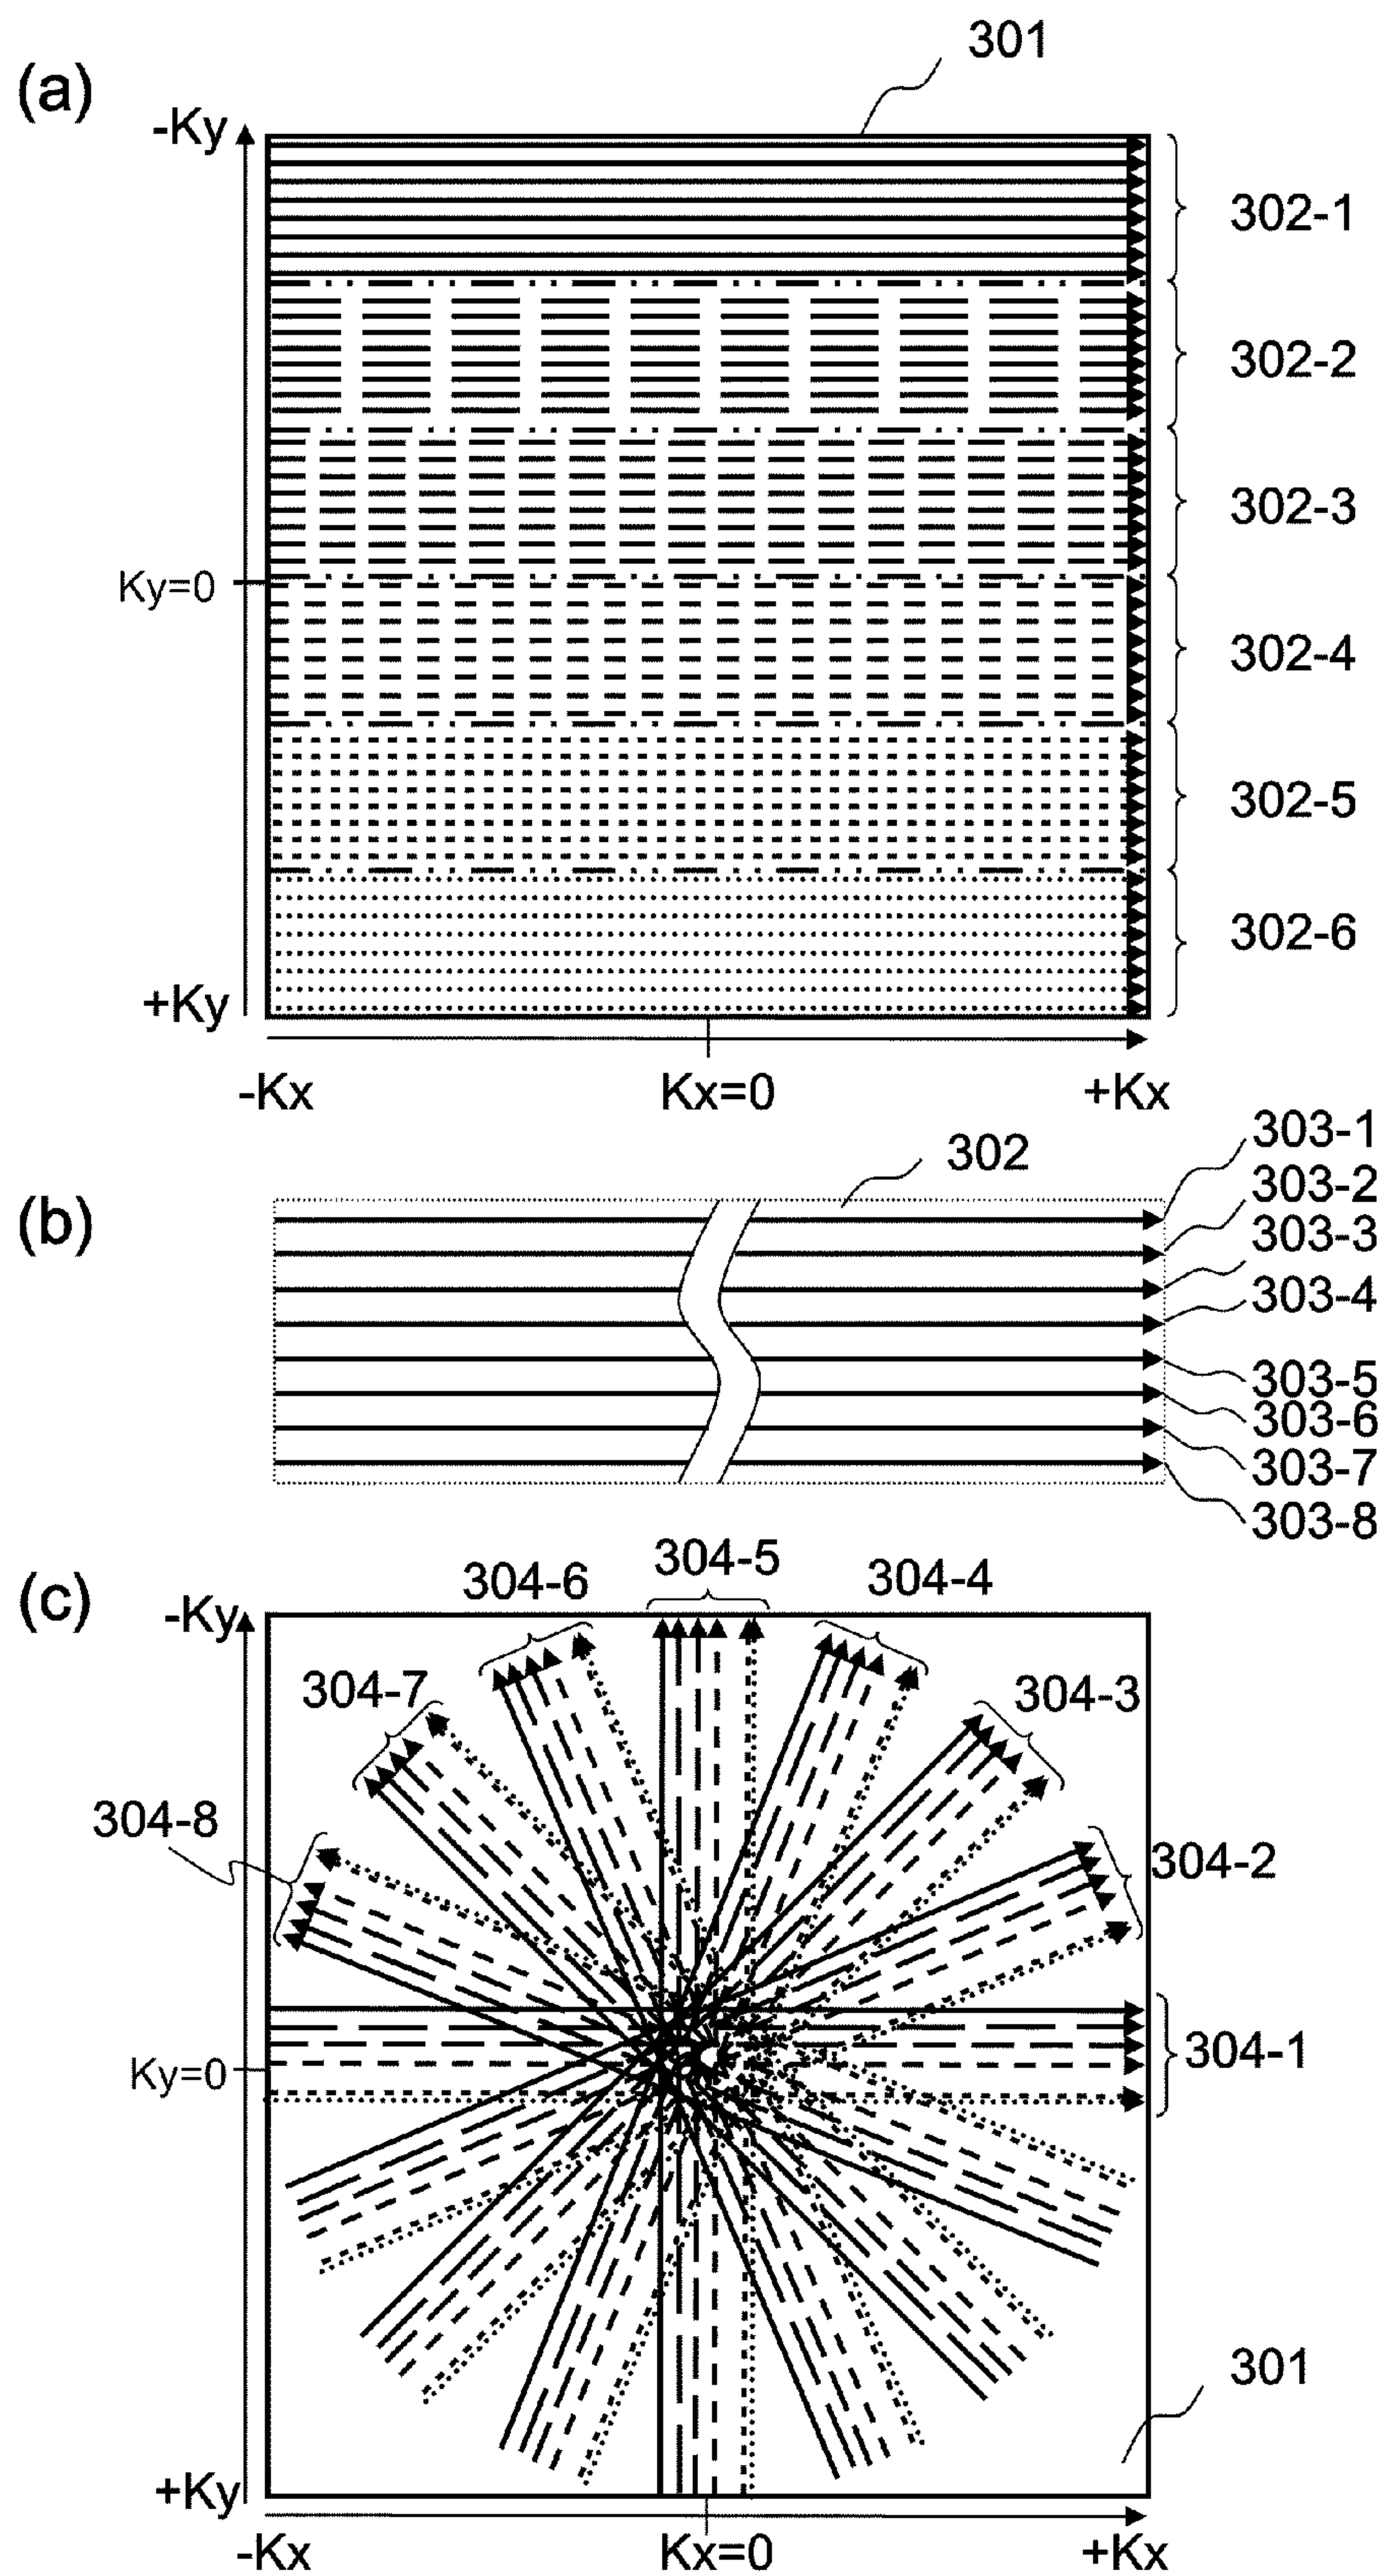 301
(a)
-Ky
302-1
302-2
302-3
Ky=0
302-4
302-5
302-6
+Ky
-Kx Kx=0 +Kx
303-1
302
303-2
(b)
303-3
303-4
303-5
303-6
303-7
303-8
304-5
304-6 304-4
(c)
-Ky
304-7 304-3
304-8
304-2
304-1
Ky=0
301
+Ky
-Kx Kx=0 +Kx